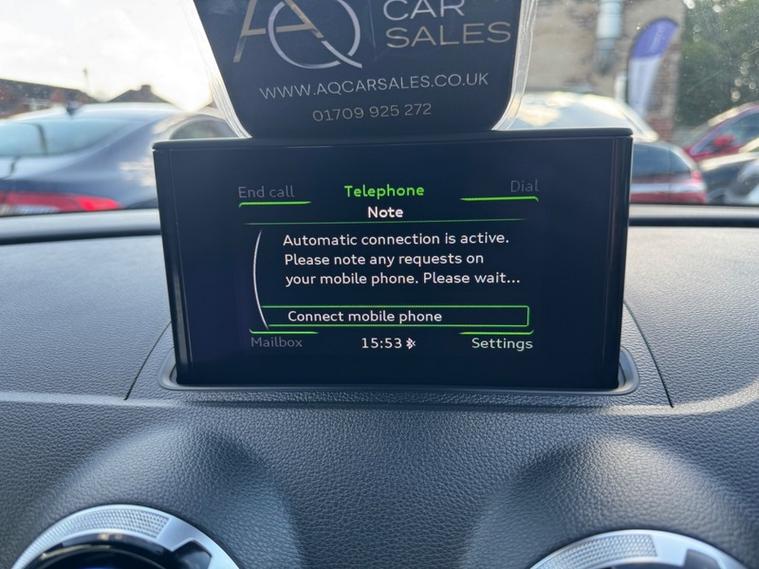 AQ CAR
SALES
WWW.AQCARSALES.CO.UK
01709 925 272
End call Telephone Dial
Note
Automatic connection is active.
Please note any requests on
your mobile phone. Please wait...
Connect mobile phone
Mailbox 15:53 Settings